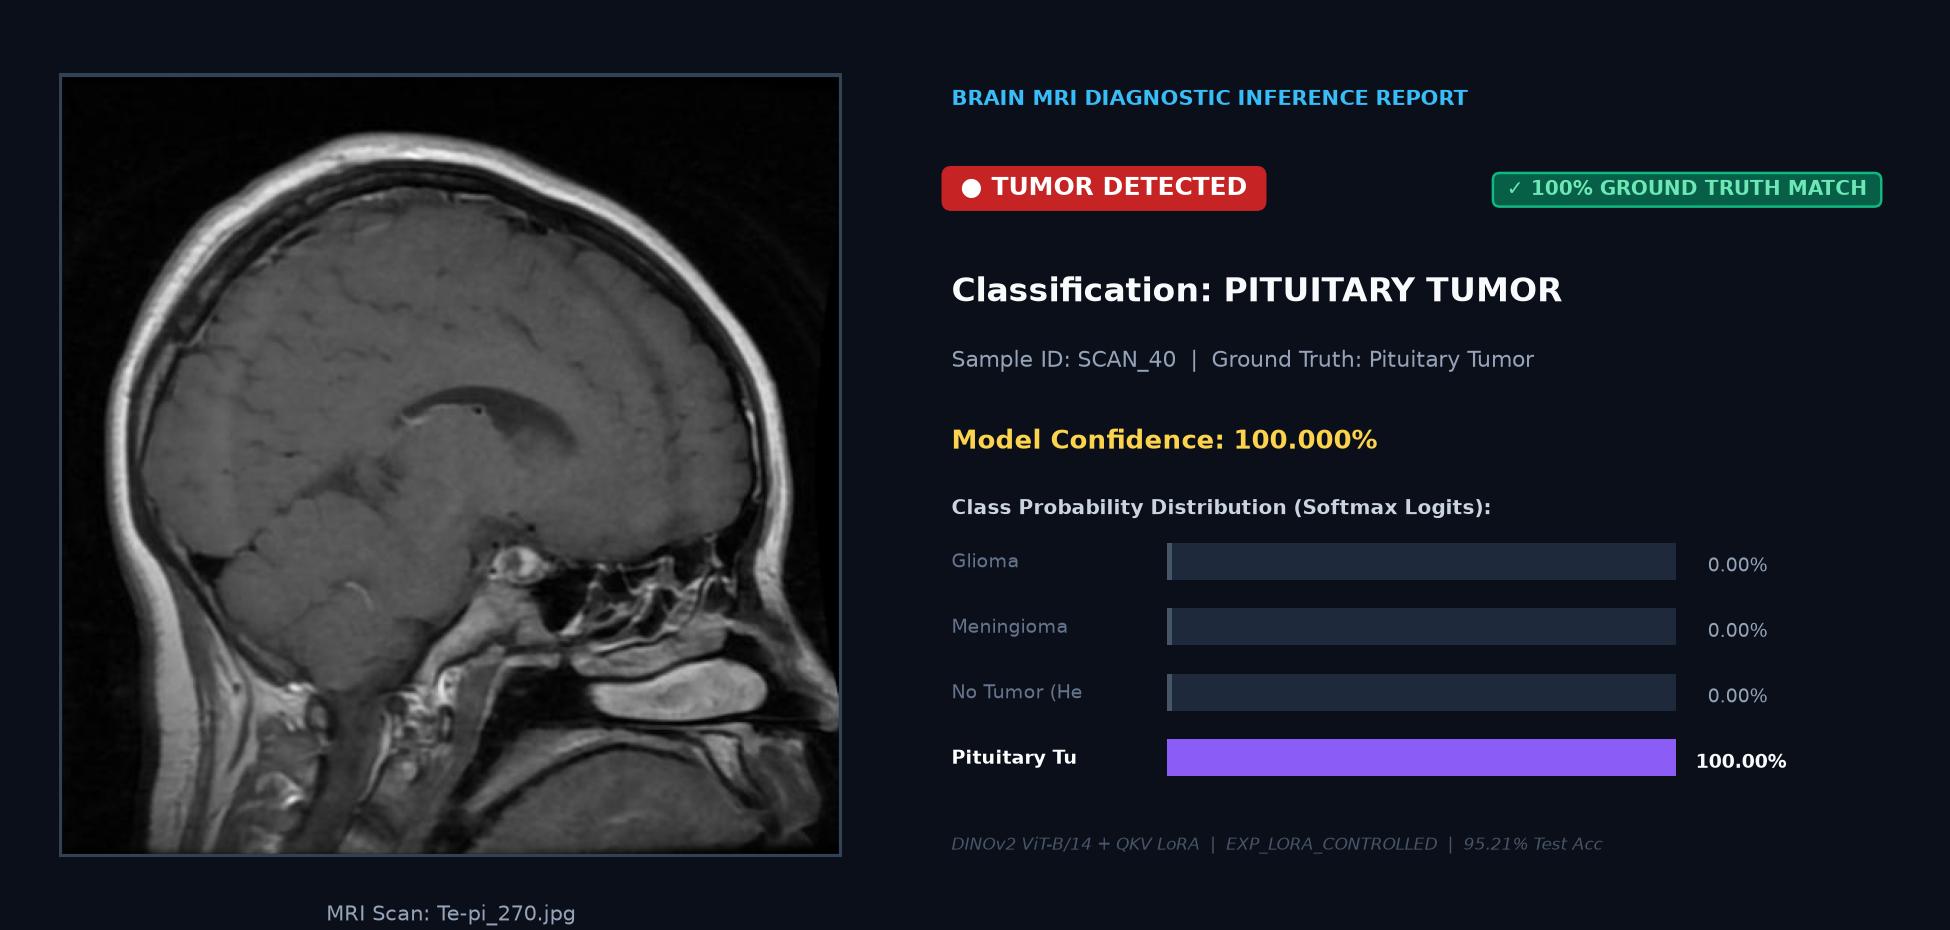 BRAIN MRI DIAGNOSTIC INFERENCE REPORT
● TUMOR DETECTED
✓ 100% GROUND TRUTH MATCH
Classification: PITUITARY TUMOR
Sample ID: SCAN_40 | Ground Truth: Pituitary Tumor
Model Confidence: 100.000%
Class Probability Distribution (Softmax Logits):
Glioma 0.00%
Meningioma 0.00%
No Tumor (He 0.00%
Pituitary Tu 100.00%
DINOv2 ViT-B/14 + QKV LoRA | EXP_LORA_CONTROLLED | 95.21% Test Acc
MRI Scan: Te-pi_270.jpg